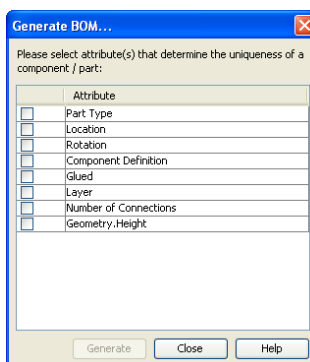 Generate BOM...
Please select attribute(s) that determine the uniqueness of a
component / part:
Attribute
Part Type
Location
Rotation
Component Definition
Glued
Layer
Number of Connections
Geometry.Height
Generate
Close
Help